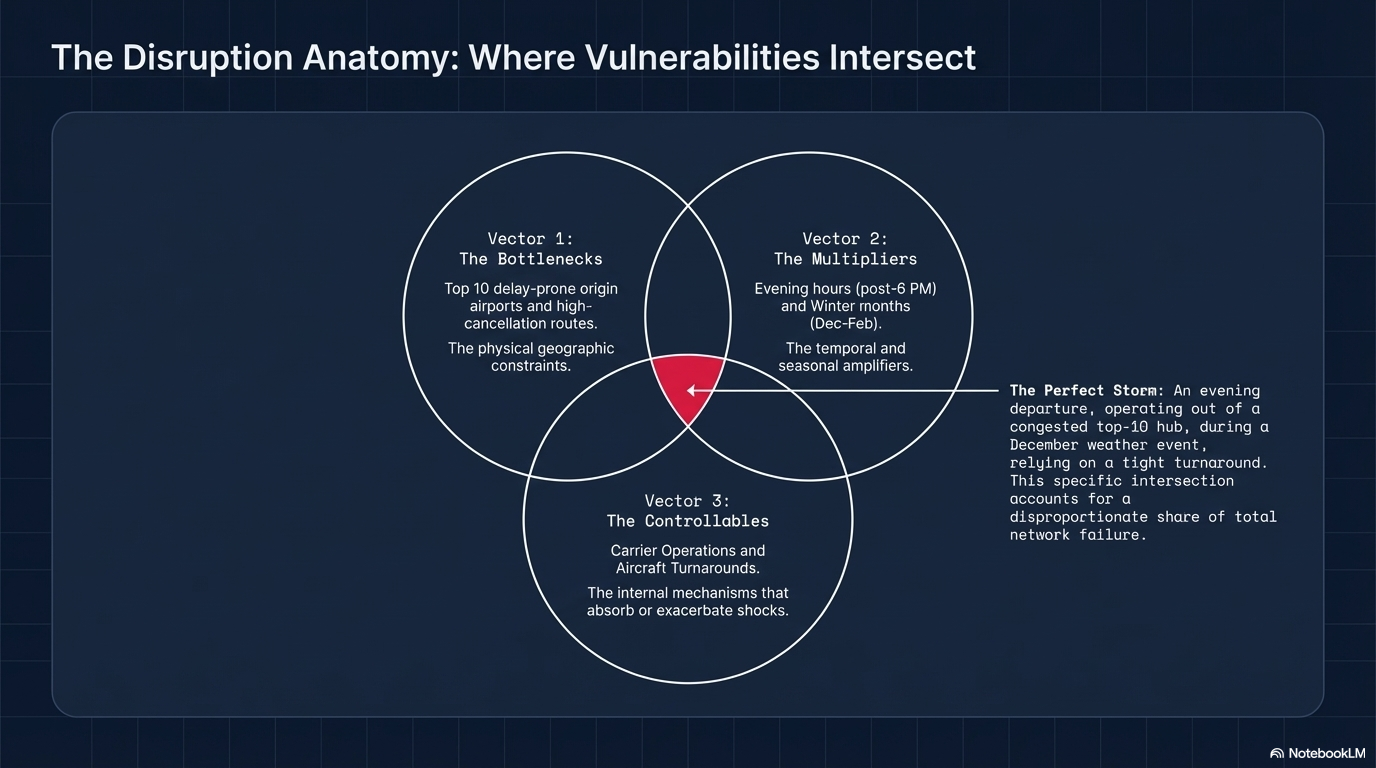 The Disruption Anatomy: Where Vulnerabilities Intersect
Vector 1:
The Bottlenecks
Top 10 delay-prone origin
airports and high-
cancellation routes.
The physical geographic
constraints.
Vector 2:
The Multipliers
Evening hours (post-6 PM)
and Winter months
(Dec-Feb).
The temporal and
seasonal amplifiers.
The Perfect Storm: An evening
departure, operating out of a
congested top-10 hub, during a
December weather event,
relying on a tight turnaround.
This specific intersection
accounts for a
disproportionate share of total
network failure.
Vector 3:
The Controllables
Carrier Operations and
Aircraft Turnarounds.
The internal mechanisms that
absorb or exacerbate shocks.
NotebookLM